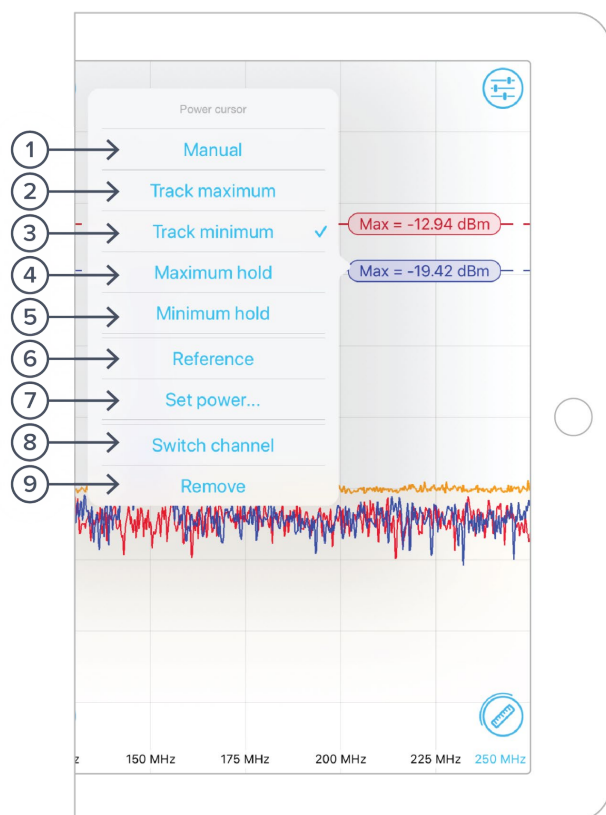 Power cursor
1 Manual
2 Track maximum
3 Track minimum
4 Maximum hold
5 Minimum hold
6 Reference
7 Set power...
8 Switch channel
9 Remove
Max = -12.94 dBm
Max = -19.42 dBm
z 150 MHz 175 MHz 200 MHz 225 MHz 250 MHz